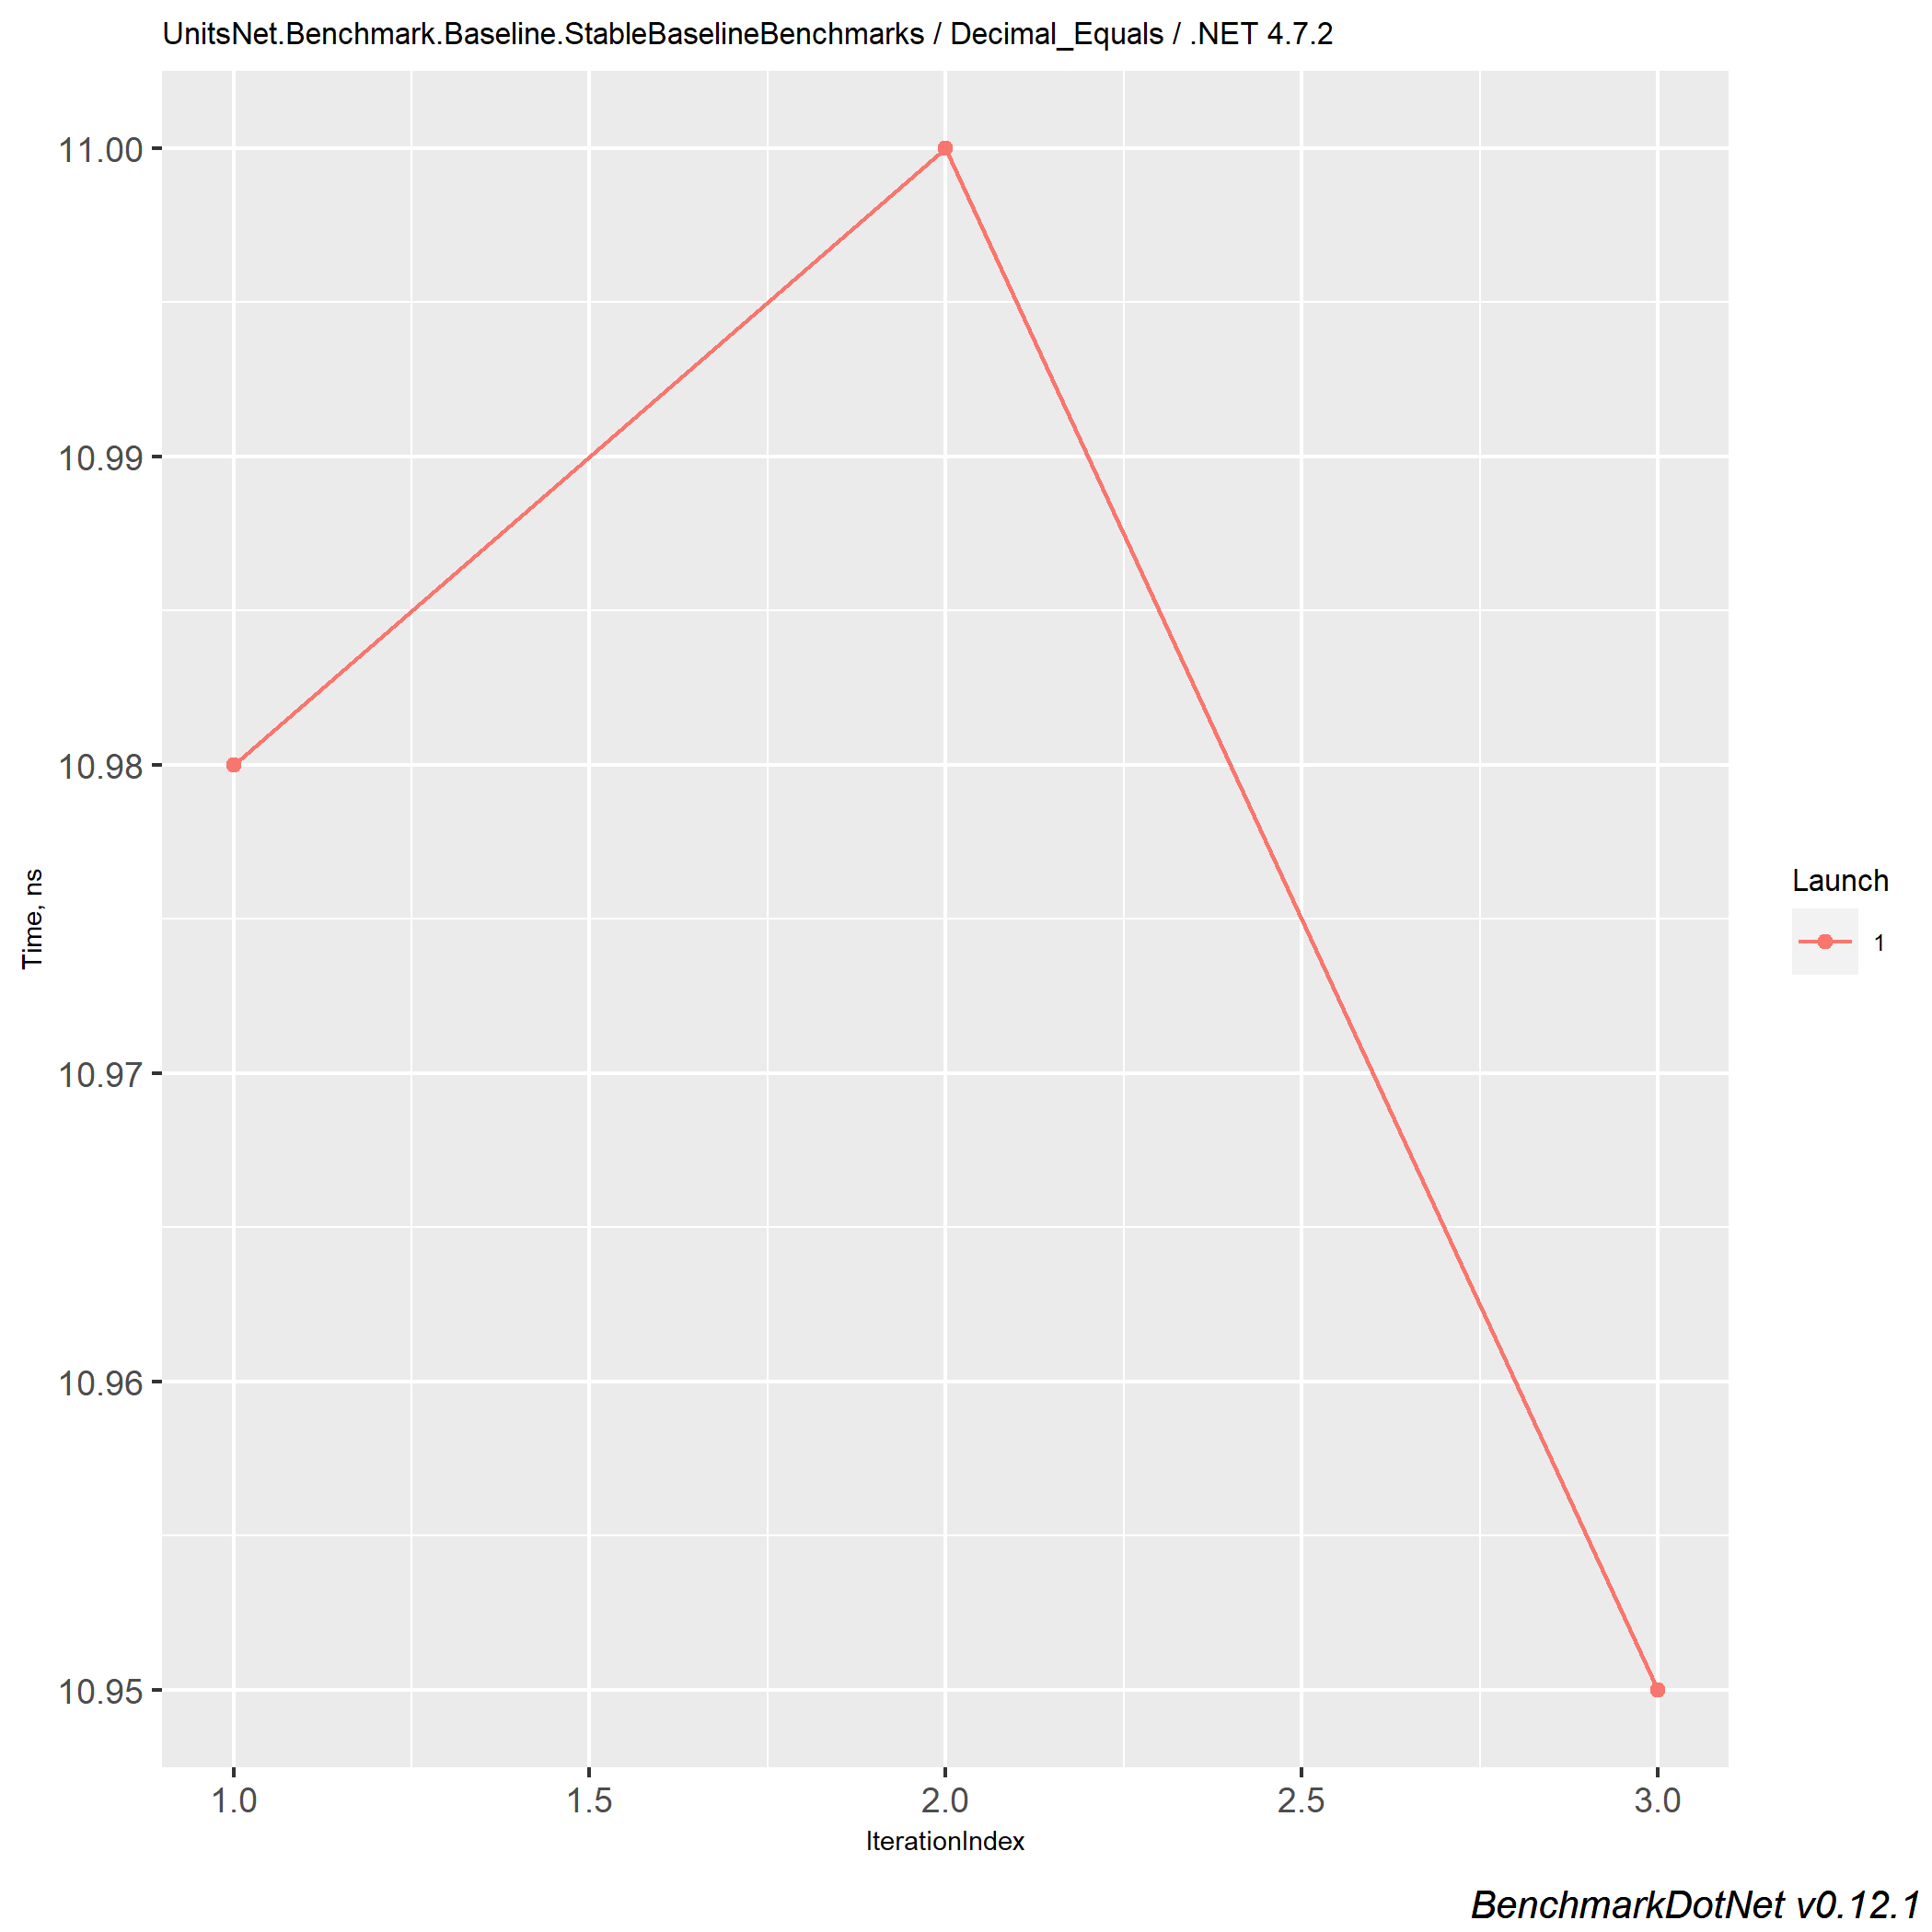 UnitsNet.Benchmark.Baseline.StableBaselineBenchmarks / Decimal_Equals / .NET 4.7.2
11.00
10.99
10.98
10.97
10.96
10.95
Time, ns
1.0 1.5 2.0 2.5 3.0
IterationIndex
Launch
1
BenchmarkDotNet v0.12.1